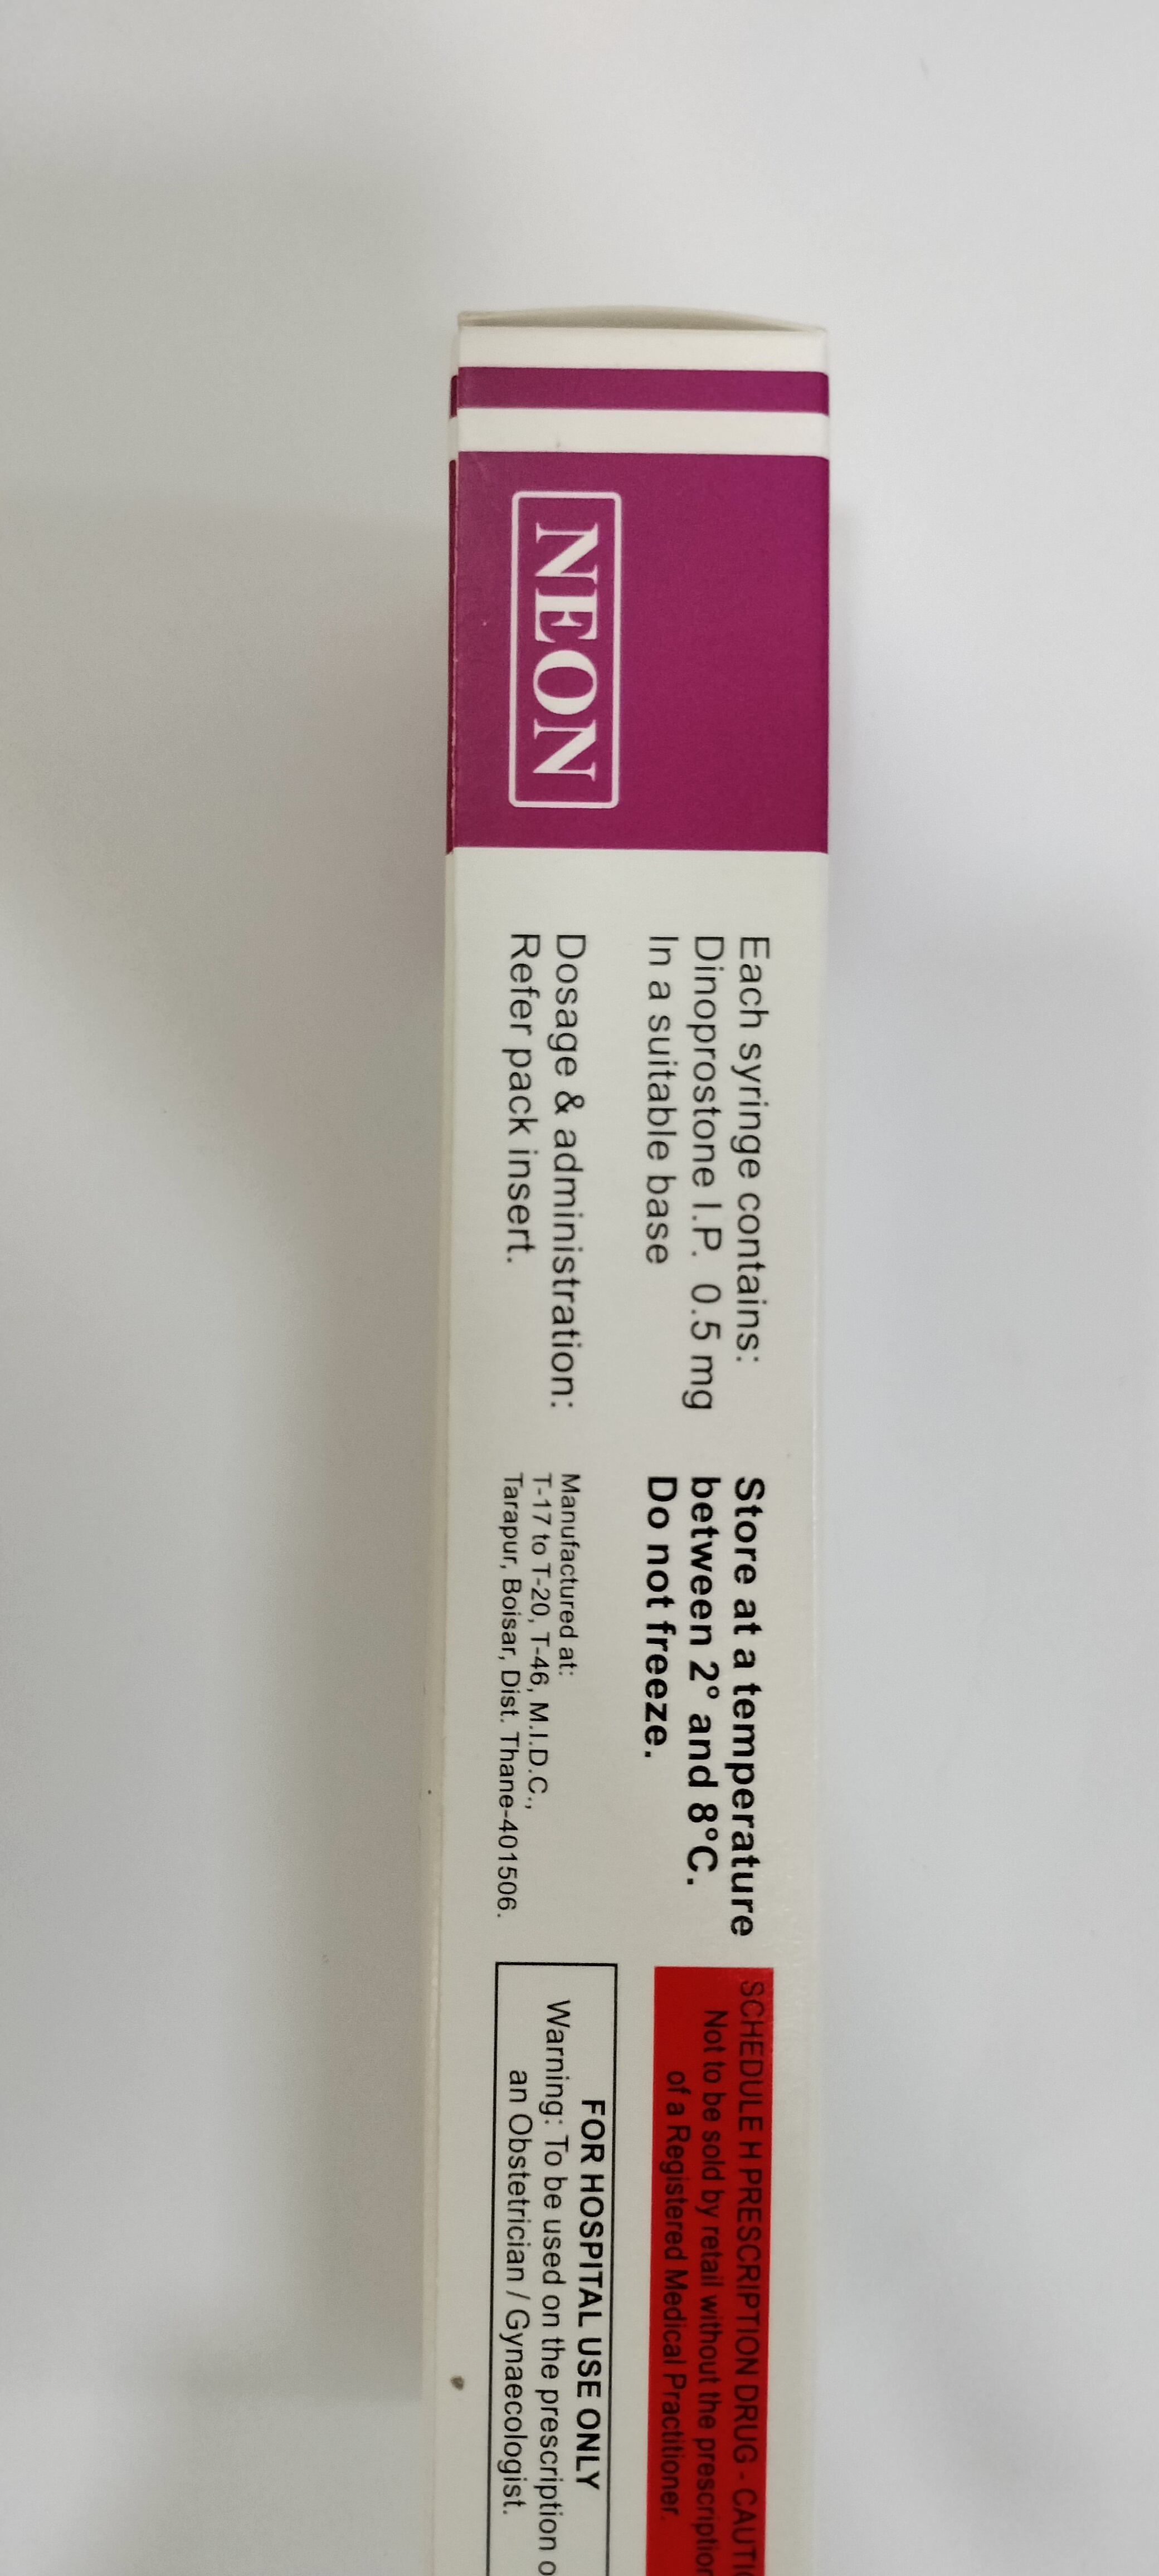 NEON
Each syringe contains:
Dinoprostone I.P. 0.5 mg
In a suitable base
Dosage & administration:
Refer pack insert.
Store at a temperature
between 2° and 8°C.
Do not freeze.
Manufactured at:
T-17 to T-20, T-46, M.I.D.C.,
Tarapur, Boisar, Dist. Thane-401506.
SCHEDULE H PRESCRIPTION DRUG -
Not to be sold by retail without the prescription
of a Registered Medical Practitioner.
FOR HOSPITAL USE ONLY
Warning: To be used on the prescription
an Obstetrician / Gynaecologist.